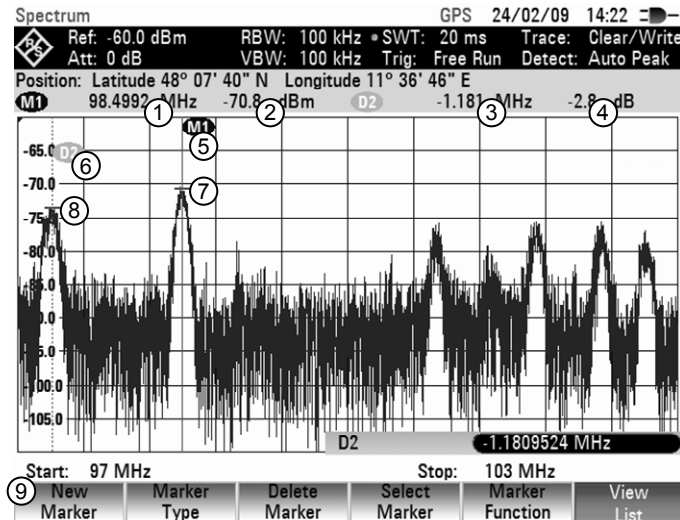 Spectrum GPS 24/02/09 14:22
Ref: -60.0 dBm RBW: 100 kHz SWT: 20 ms Trace: Clear/Write
Att: 0 dB VBW: 100 kHz Trig: Free Run Detect: Auto Peak
Position: Latitude 48° 07' 40" N Longitude 11° 36' 46" E
M1 98.4992 MHz -70.8 dBm D2 -1.181 MHz -2.8 dB
1 2 3 4
M1
5
-65.0 D2
6
-70.0
7
8
-75.0
-80.0
-105.0
D2 -1.1809524 MHz
Start: 97 MHz Stop: 103 MHz
9
New Marker
Marker Type
Delete Marker
Select Marker
Marker Function
View List